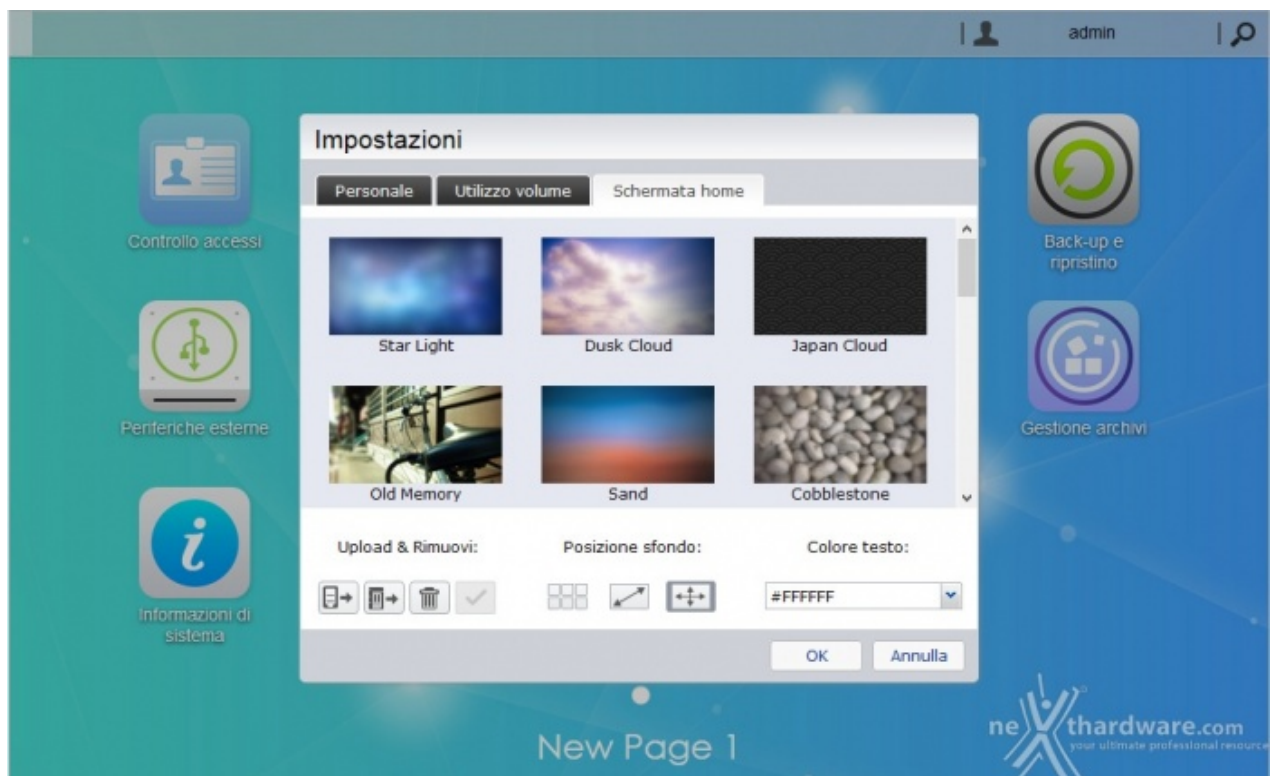 admin
Impostazioni
Personale
Utilizzo volume
Schermata home
Controllo accessi
Back-up e
ripristino
Star Light
Dusk Cloud
Japan Cloud
Periferiche esterne
Gestione archivi
Old Memory
Sand
Cobblestone
Upload & Rimuovi:
Posizione sfondo:
Colore testo:
#FFFFFF
Informazioni di
sistema
OK
Annulla
New Page 1
nexthardware.com
your ultimate professional resource